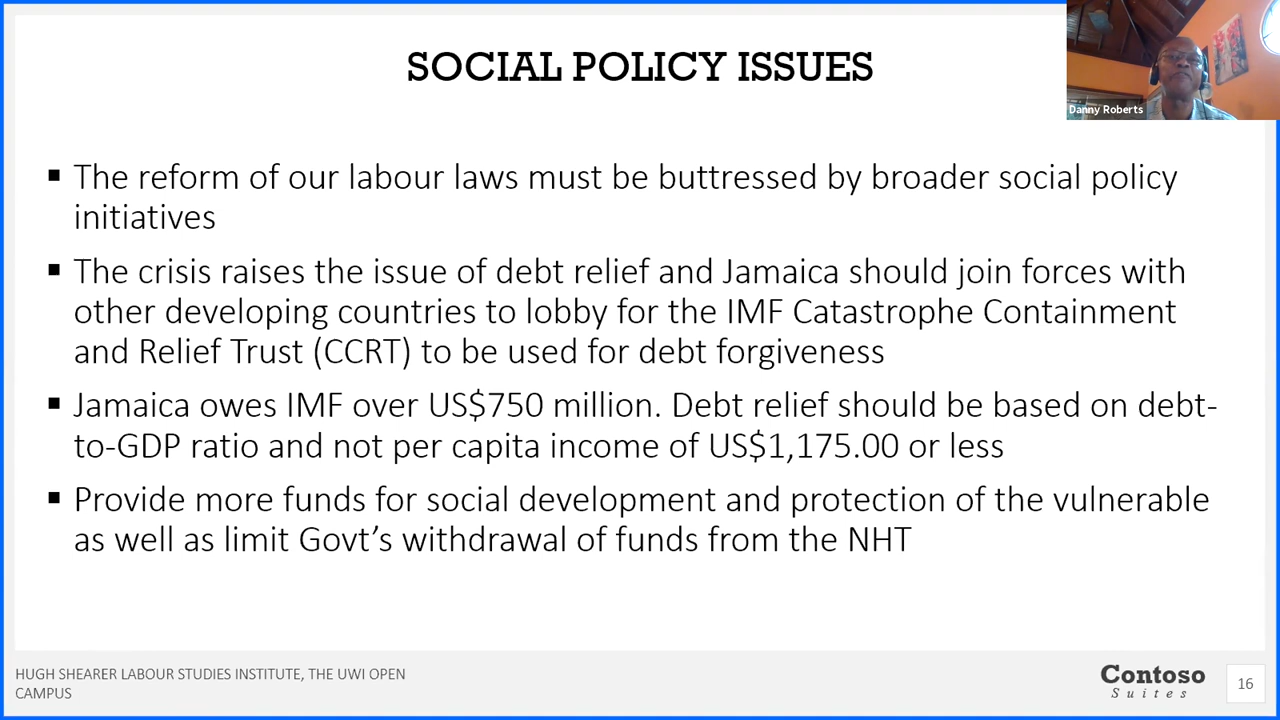 SOCIAL POLICY ISSUES
Danny Roberts
▪ The reform of our labour laws must be buttressed by broader social policy
initiatives
▪ The crisis raises the issue of debt relief and Jamaica should join forces with
other developing countries to lobby for the IMF Catastrophe Containment
and Relief Trust (CCRT) to be used for debt forgiveness
▪ Jamaica owes IMF over US$750 million. Debt relief should be based on debt-
to-GDP ratio and not per capita income of US$1,175.00 or less
▪ Provide more funds for social development and protection of the vulnerable
as well as limit Govt’s withdrawal of funds from the NHT
HUGH SHEARER LABOUR STUDIES INSTITUTE, THE UWI OPEN
CAMPUS
Contoso
Suites
16